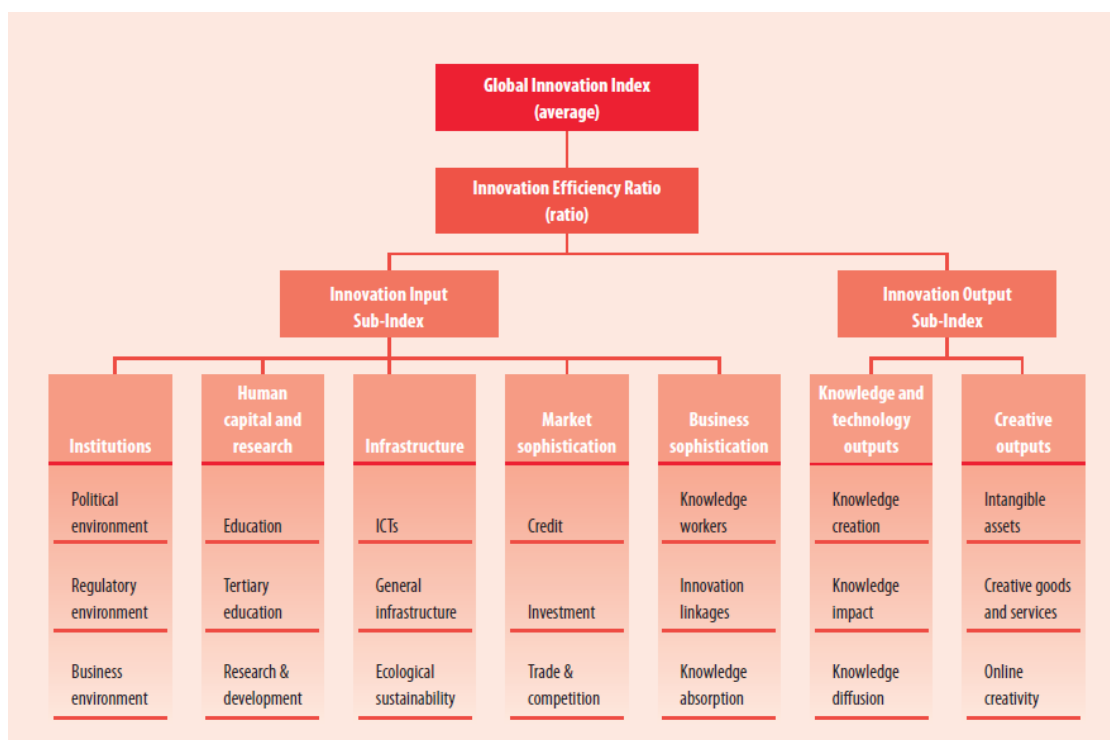 Global Innovation Index
(average)
Innovation Efficiency Ratio
(ratio)
Innovation Input
Sub-Index
Innovation Output
Sub-Index
Institutions
Human
capital and
research
Infrastructure
Market
sophistication
Business
sophistication
Knowledge and
technology
outputs
Creative
outputs
Political
environment
Education
ICTs
Credit
Knowledge
workers
Knowledge
creation
Intangible
assets
Regulatory
environment
Tertiary
education
General
infrastructure
Investment
Innovation
linkages
Knowledge
impact
Creative goods
and services
Business
environment
Research &
development
Ecological
sustainability
Trade &
competition
Knowledge
absorption
Knowledge
diffusion
Online
creativity